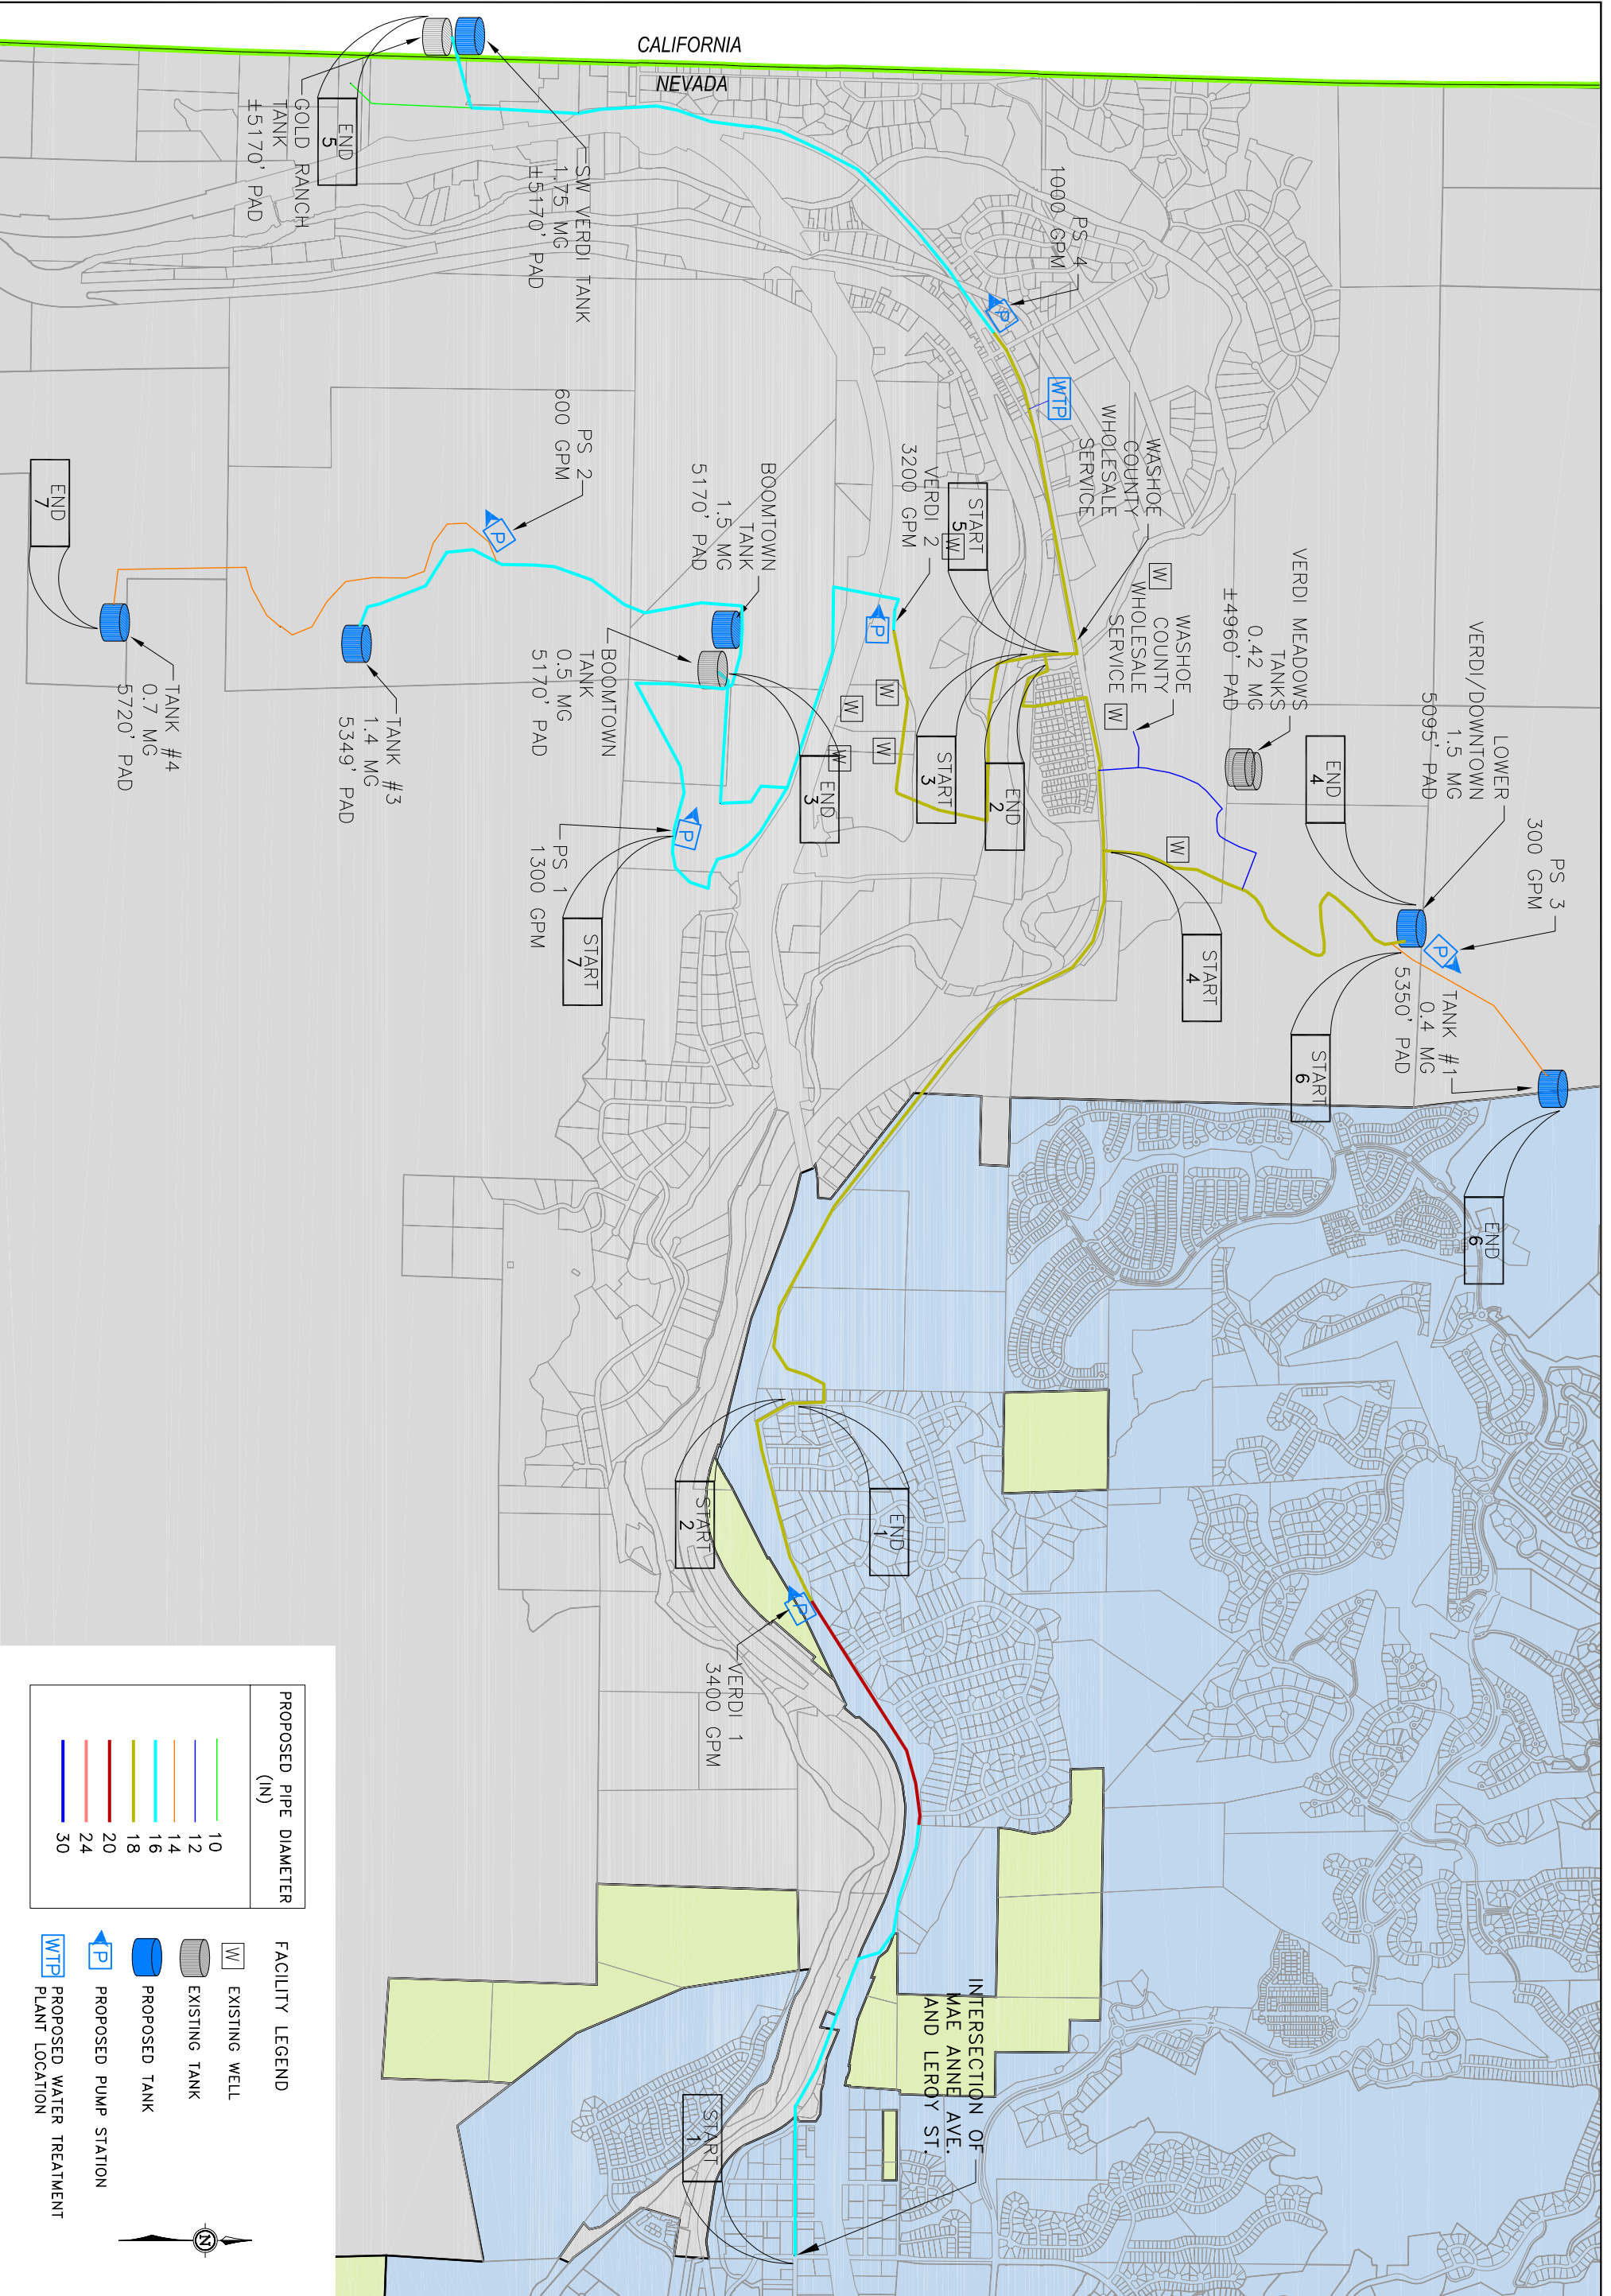 CALIFORNIA
NEVADA
GOLD RANCH
TANK
±5170' PAD
END
5
SW VERDI TANK
1.75 MG
±5170' PAD
PS 4
1000 GPM
P
WTP
WASHOE
COUNTY
WHOLESALE
SERVICE
START
5
W
W
WASHOE
COUNTY
WHOLESALE
SERVICE
W
VERDI MEADOWS
TANKS
0.42 MG
±4960' PAD
LOWER
VERDI/DOWNTOWN
1.5 MG
5095' PAD
END
4
PS 3
300 GPM
P
TANK #1
0.4 MG
5350' PAD
START
6
END
6
W
START
4
VERDI 2
3200 GPM
P
W
W
W
W
START
3
END
2
END
3
BOOMTOWN
TANK
1.5 MG
5170' PAD
BOOMTOWN
TANK
0.5 MG
5170' PAD
PS 2
600 GPM
P
PS 1
1300 GPM
P
START
7
TANK #3
1.4 MG
5349' PAD
TANK #4
0.7 MG
5720' PAD
END
7
START
2
END
1
P
VERDI 1
3400 GPM
INTERSECTION OF
MAE ANNE AVE.
AND LEROY ST.
START
1
PROPOSED PIPE DIAMETER
(IN)
10
12
14
16
18
20
24
30
FACILITY LEGEND
W EXISTING WELL
EXISTING TANK
PROPOSED TANK
P PROPOSED PUMP STATION
WTP PROPOSED WATER TREATMENT
PLANT LOCATION
N